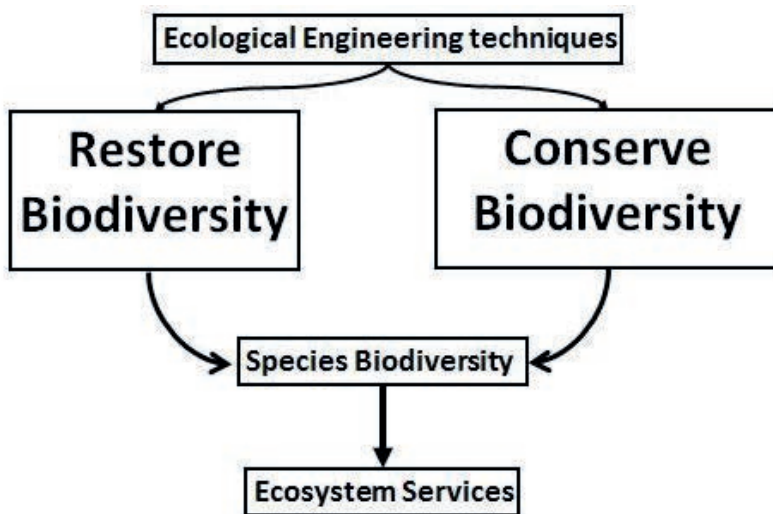 Ecological Engineering techniques
Restore
Biodiversity
Conserve
Biodiversity
Species Biodiversity
Ecosystem Services